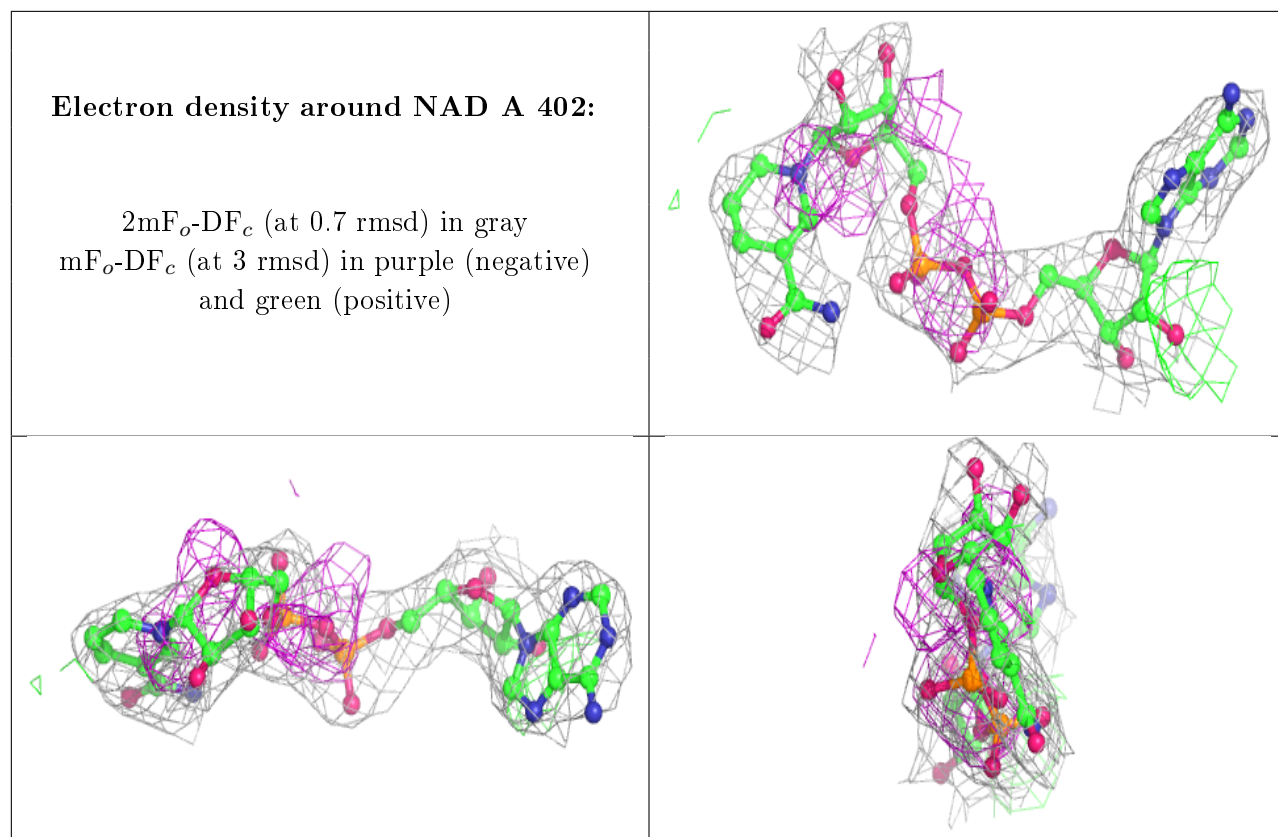 Electron density around NAD A 402:
2mFₒ-DF𝑐 (at 0.7 rmsd) in gray
mFₒ-DF𝑐 (at 3 rmsd) in purple (negative)
and green (positive)